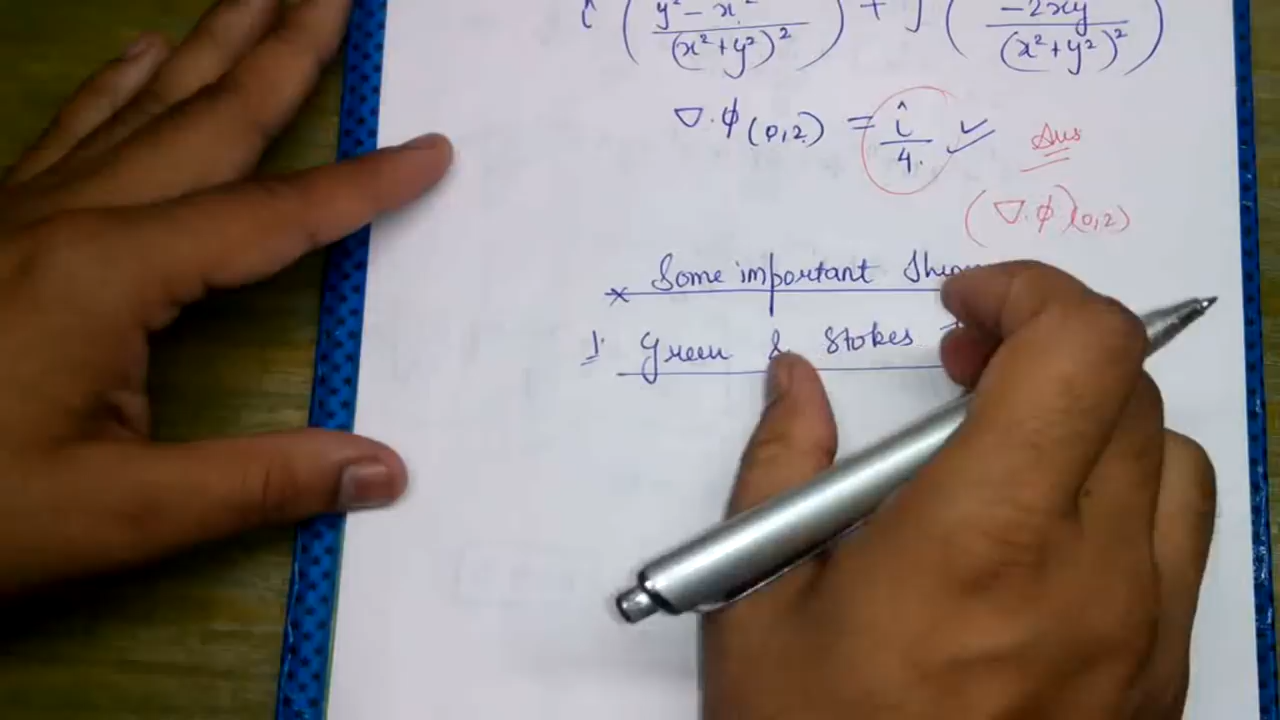 î ( y² - x² / (x² + y²)² ) + j ( -2xy / (x² + y²)² )
∇.φ (0,2) = î / 4. Ans
(∇.φ)(0,2)
× Some important
1. Green & Stokes